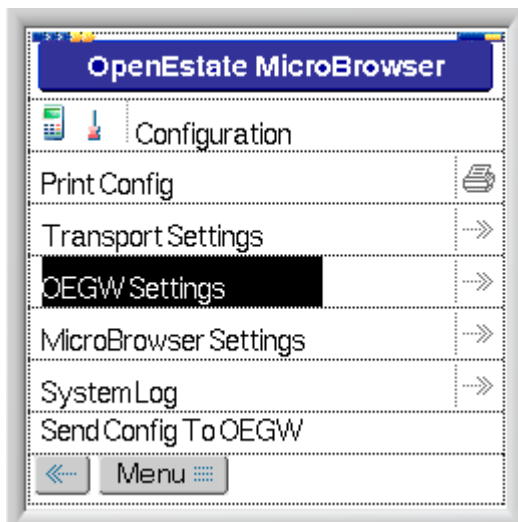 OpenEstate MicroBrowser
Configuration
Print Config
Transport Settings
OEGW Settings
MicroBrowser Settings
System Log
Send Config To OEGW
Menu